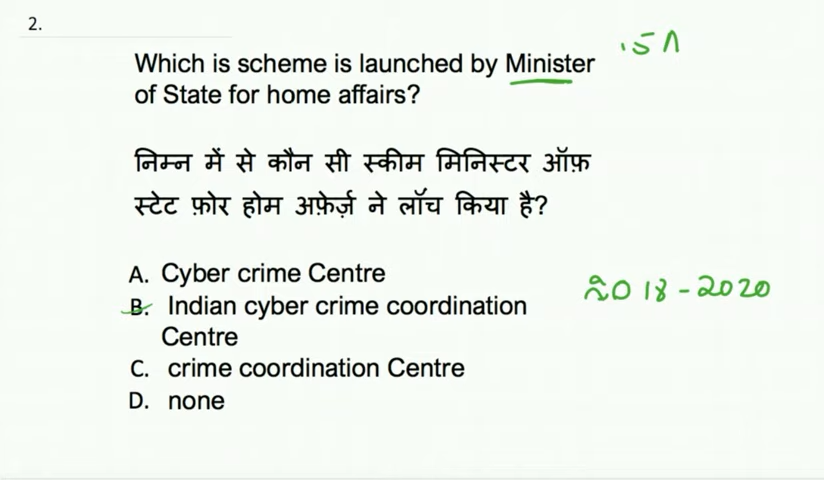 2.
Which is scheme is launched by Minister
of State for home affairs?
निम्न में से कौन सी स्कीम मिनिस्टर ऑफ़
स्टेट फ़ोर होम अफ़ेर्ज़ ने लॉंच किया है?
A. Cyber crime Centre
B. Indian cyber crime coordination
Centre
2018-2020
C. crime coordination Centre
D. none